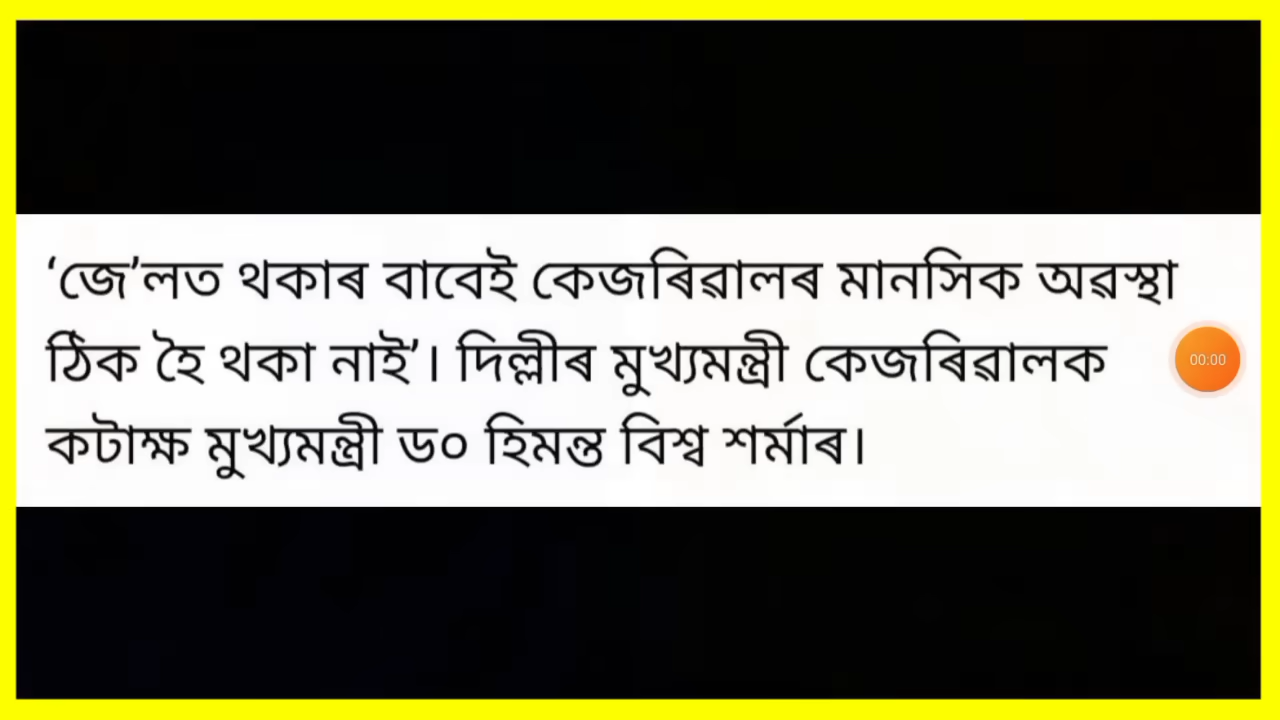 ‘জে’লত থকাৰ বাবেই কেজৰিৱালৰ মানসিক অৱস্থা
ঠিক হৈ থকা নাই’। দিল্লীৰ মুখ্যমন্ত্ৰী কেজৰিৱালক
00:00
কটাক্ষ মুখ্যমন্ত্ৰী ড০ হিমন্ত বিশ্ব শৰ্মাৰ।